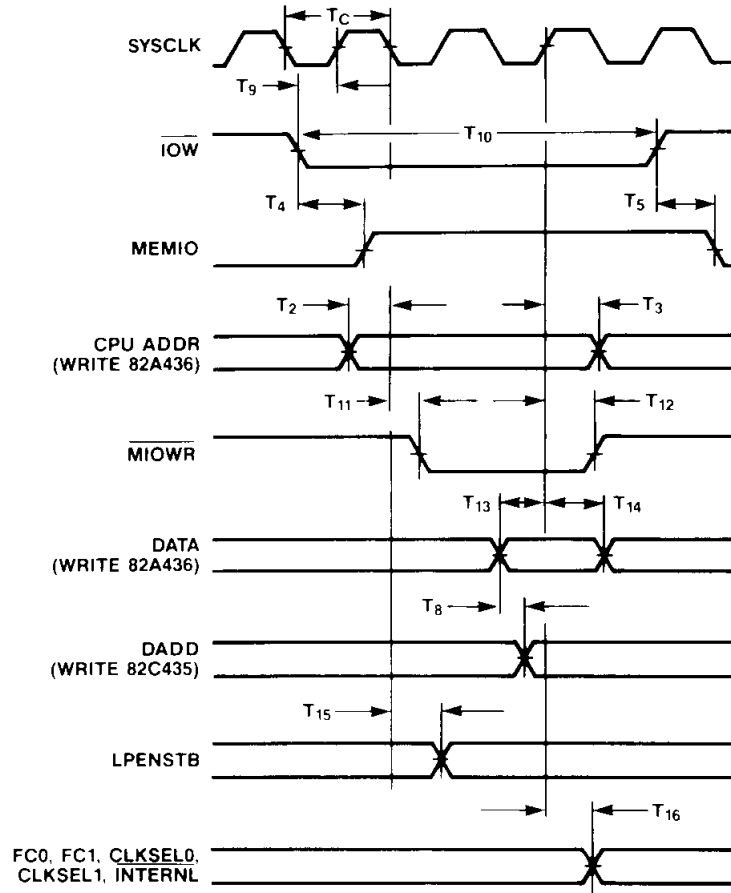 T_C
SYSCLK
T_9
T_10
IOW
T_4
T_5
MEMIO
T_2
T_3
CPU ADDR
(WRITE 82A436)
T_11
T_12
MIOWR
T_13
T_14
DATA
(WRITE 82A436)
T_8
DADD
(WRITE 82C435)
T_15
LPENSTB
T_16
FC0, FC1, CLKSEL0,
CLKSEL1, INTERNL